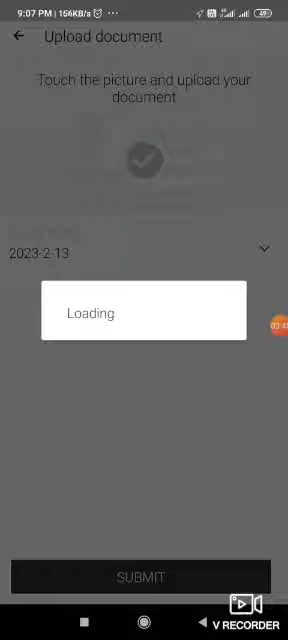 9:07 PM | 156KB/s
49
Upload document
Touch the picture and upload your
document
2023-2-13
Loading
SUBMIT
V RECORDER